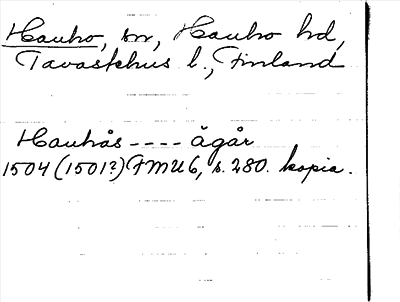 Hauho, sn, Hauho hd,
Tavastehus l., Finland
Hauhås ---- ägår
1504 (1501?) FMU 6, s. 280. kopia.